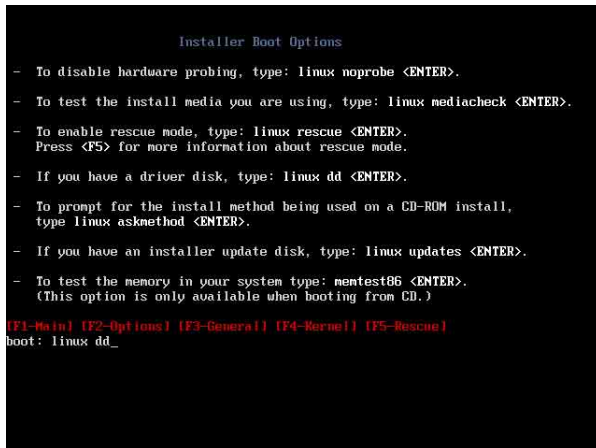 Installer Boot Options
- To disable hardware probing, type: linux noprobe <ENTER>.
- To test the install media you are using, type: linux mediacheck <ENTER>.
- To enable rescue mode, type: linux rescue <ENTER>.
Press <F5> for more information about rescue mode.
- If you have a driver disk, type: linux dd <ENTER>.
- To prompt for the install method being used on a CD-ROM install,
type linux askmethod <ENTER>.
- If you have an installer update disk, type: linux updates <ENTER>.
- To test the memory in your system type: memtest86 <ENTER>.
(This option is only available when booting from CD.)
[F1-Main] [F2-Options] [F3-General] [F4-Kernel] [F5-Rescue]
boot: linux dd_